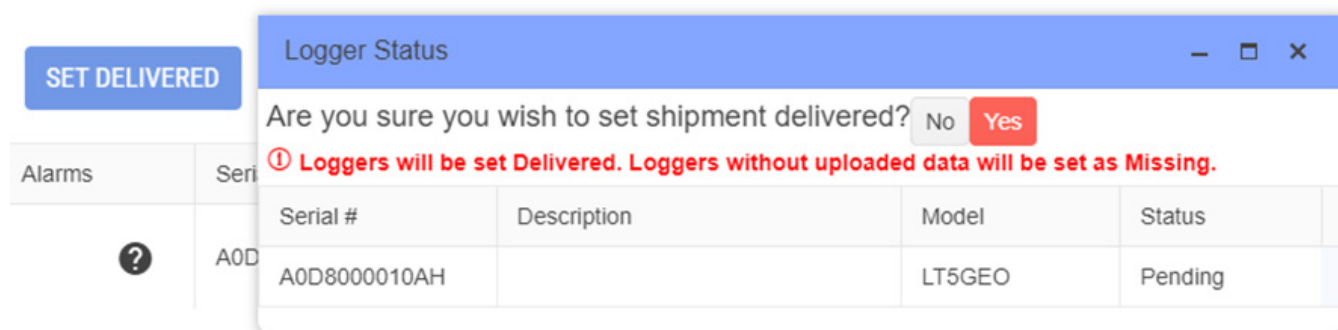 SET DELIVERED
Logger Status
Are you sure you wish to set shipment delivered? No Yes
Loggers will be set Delivered. Loggers without uploaded data will be set as Missing.
Alarms Seri
Serial # Description Model Status
A0D
A0D8000010AH LT5GEO Pending